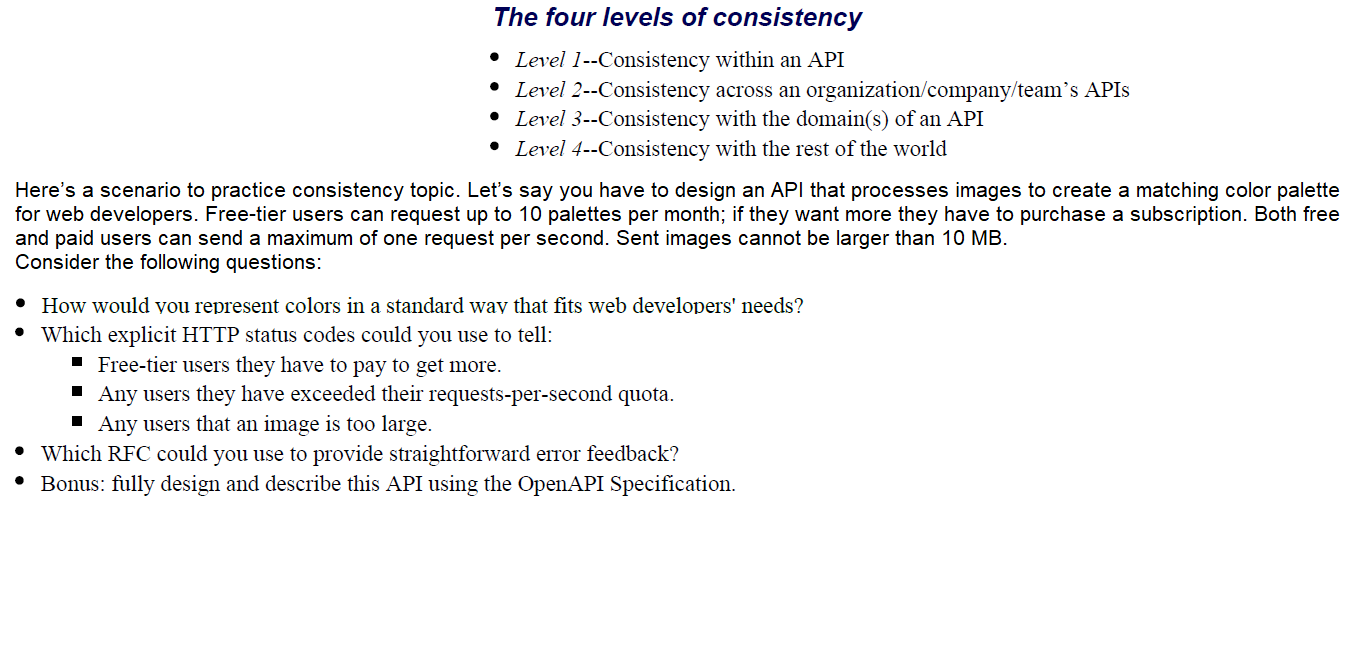 The four levels of consistency
• Level 1--Consistency within an API
• Level 2--Consistency across an organization/company/team’s APIs
• Level 3--Consistency with the domain(s) of an API
• Level 4--Consistency with the rest of the world
Here’s a scenario to practice consistency topic. Let’s say you have to design an API that processes images to create a matching color palette
for web developers. Free-tier users can request up to 10 palettes per month; if they want more they have to purchase a subscription. Both free
and paid users can send a maximum of one request per second. Sent images cannot be larger than 10 MB.
Consider the following questions:
• How would you represent colors in a standard way that fits web developers' needs?
• Which explicit HTTP status codes could you use to tell:
▪ Free-tier users they have to pay to get more.
▪ Any users they have exceeded their requests-per-second quota.
▪ Any users that an image is too large.
• Which RFC could you use to provide straightforward error feedback?
• Bonus: fully design and describe this API using the OpenAPI Specification.